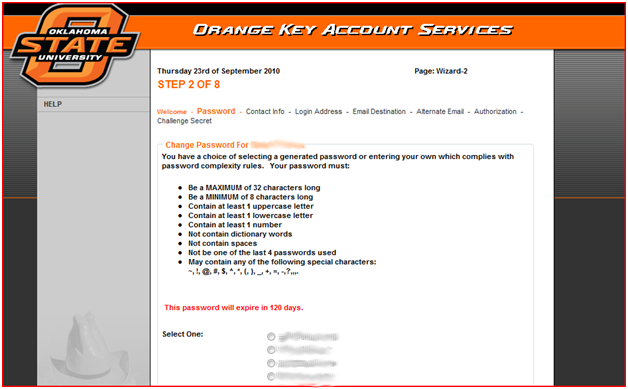 OKLAHOMA
STATE
UNIVERSITY
ORANGE KEY ACCOUNT SERVICES
Thursday 23rd of September 2010 Page: Wizard-2
STEP 2 OF 8
HELP
Welcome - Password - Contact Info - Login Address - Email Destination - Alternate Email - Authorization -
Challenge Secret
Change Password For
You have a choice of selecting a generated password or entering your own which complies with
password complexity rules. Your password must:
• Be a MAXIMUM of 32 characters long
• Be a MINIMUM of 8 characters long
• Contain at least 1 uppercase letter
• Contain at least 1 lowercase letter
• Contain at least 1 number
• Not contain dictionary words
• Not contain spaces
• Not be one of the last 4 passwords used
• May contain any of the following special characters:
~, !, @, #, $, ^, *, (, ), _, +, =, -,?,,,.
This password will expire in 120 days.
Select One: